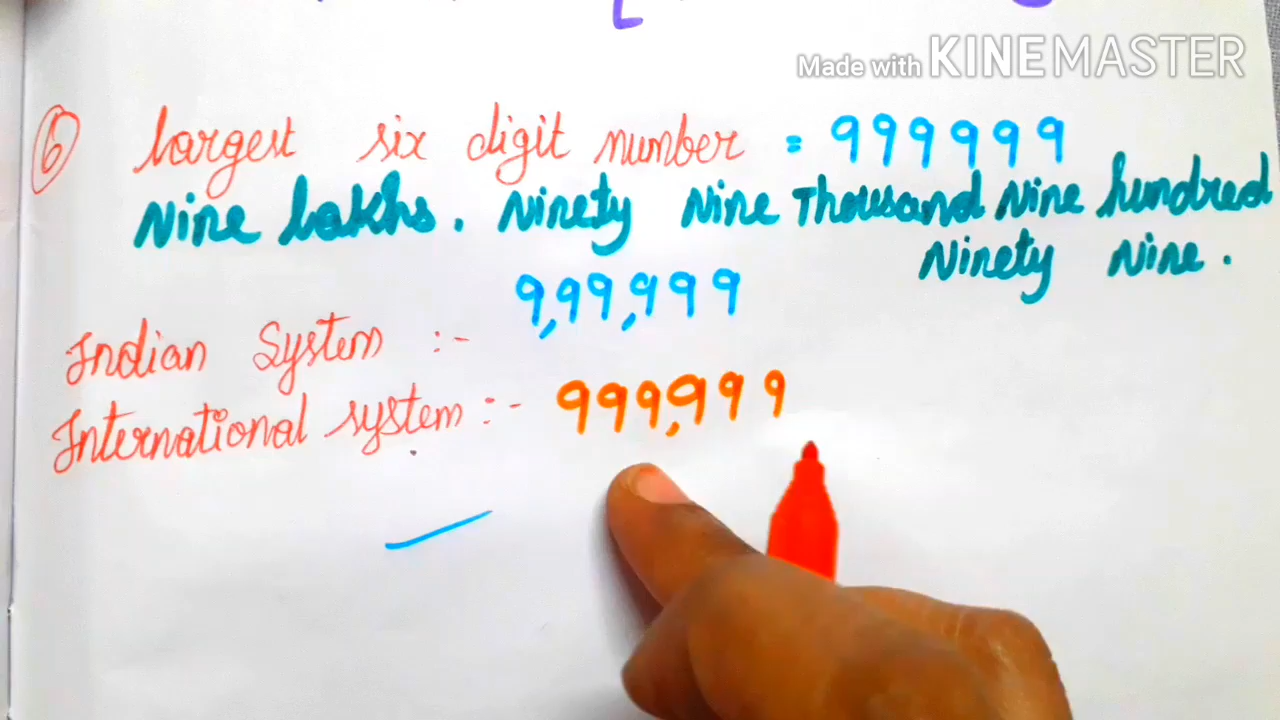 Made with KINEMASTER
6 largest six digit number = 999999
Nine lakhs. Ninety Nine Thousand Nine hundred
Ninety Nine.
Indian System :- 9,99,999
International system :- 999,999